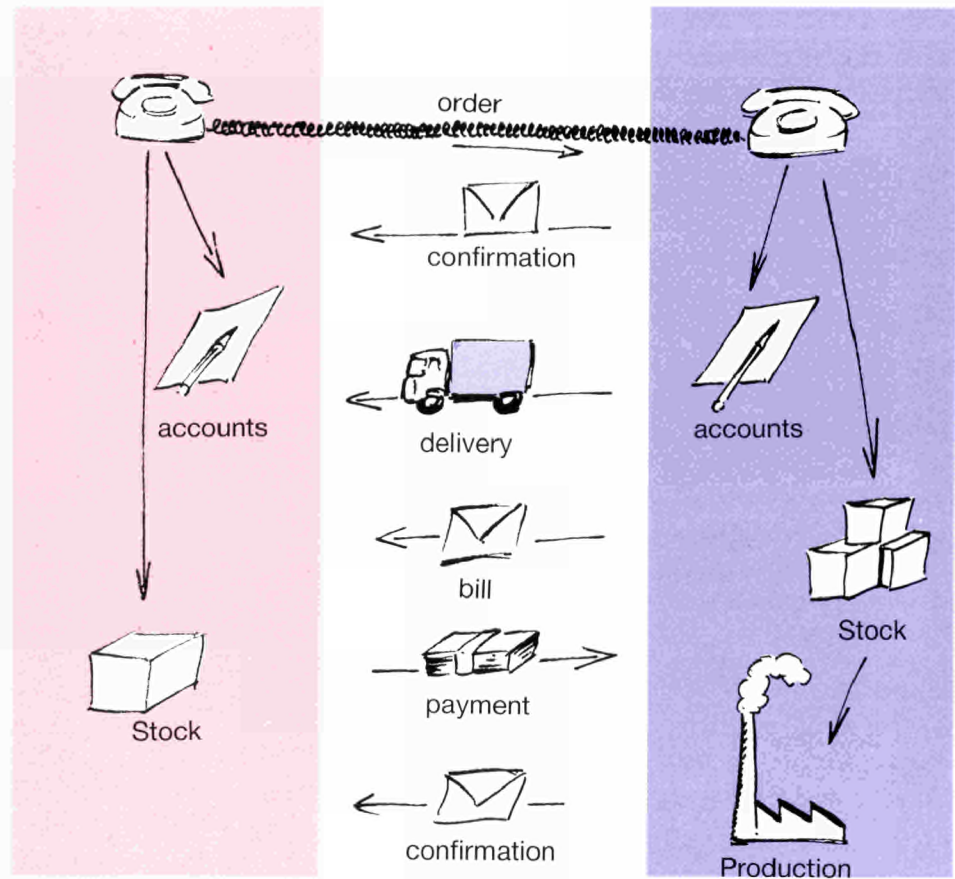 order
confirmation
accounts
accounts
delivery
bill
Stock
payment
Stock
confirmation
Production